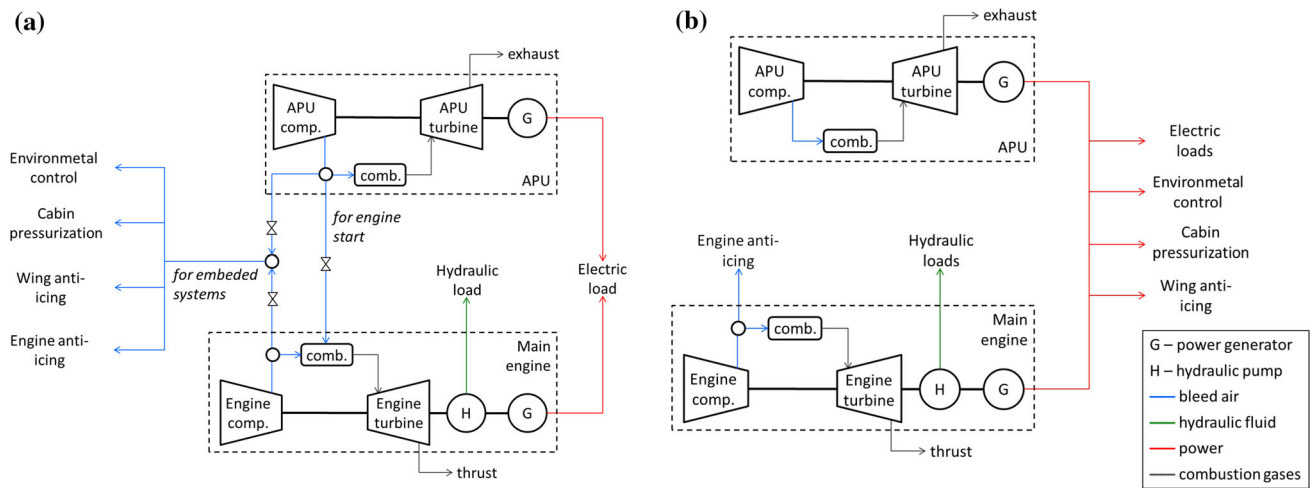 (a)
exhaust
APU
comp.
APU
turbine
G
comb.
APU
Environmetal
control
Cabin
pressurization
Wing anti-
icing
Engine anti-
icing
for embeded
systems
for engine
start
Hydraulic
load
Electric
load
Main
engine
comb.
Engine
comp.
Engine
turbine
H
G
thrust
(b)
exhaust
APU
comp.
APU
turbine
G
comb.
APU
Electric
loads
Environmetal
control
Cabin
pressurization
Wing anti-
icing
Engine anti-
icing
Hydraulic
loads
Main
engine
comb.
Engine
comp.
Engine
turbine
H
G
thrust
G – power generator
H – hydraulic pump
bleed air
hydraulic fluid
power
combustion gases